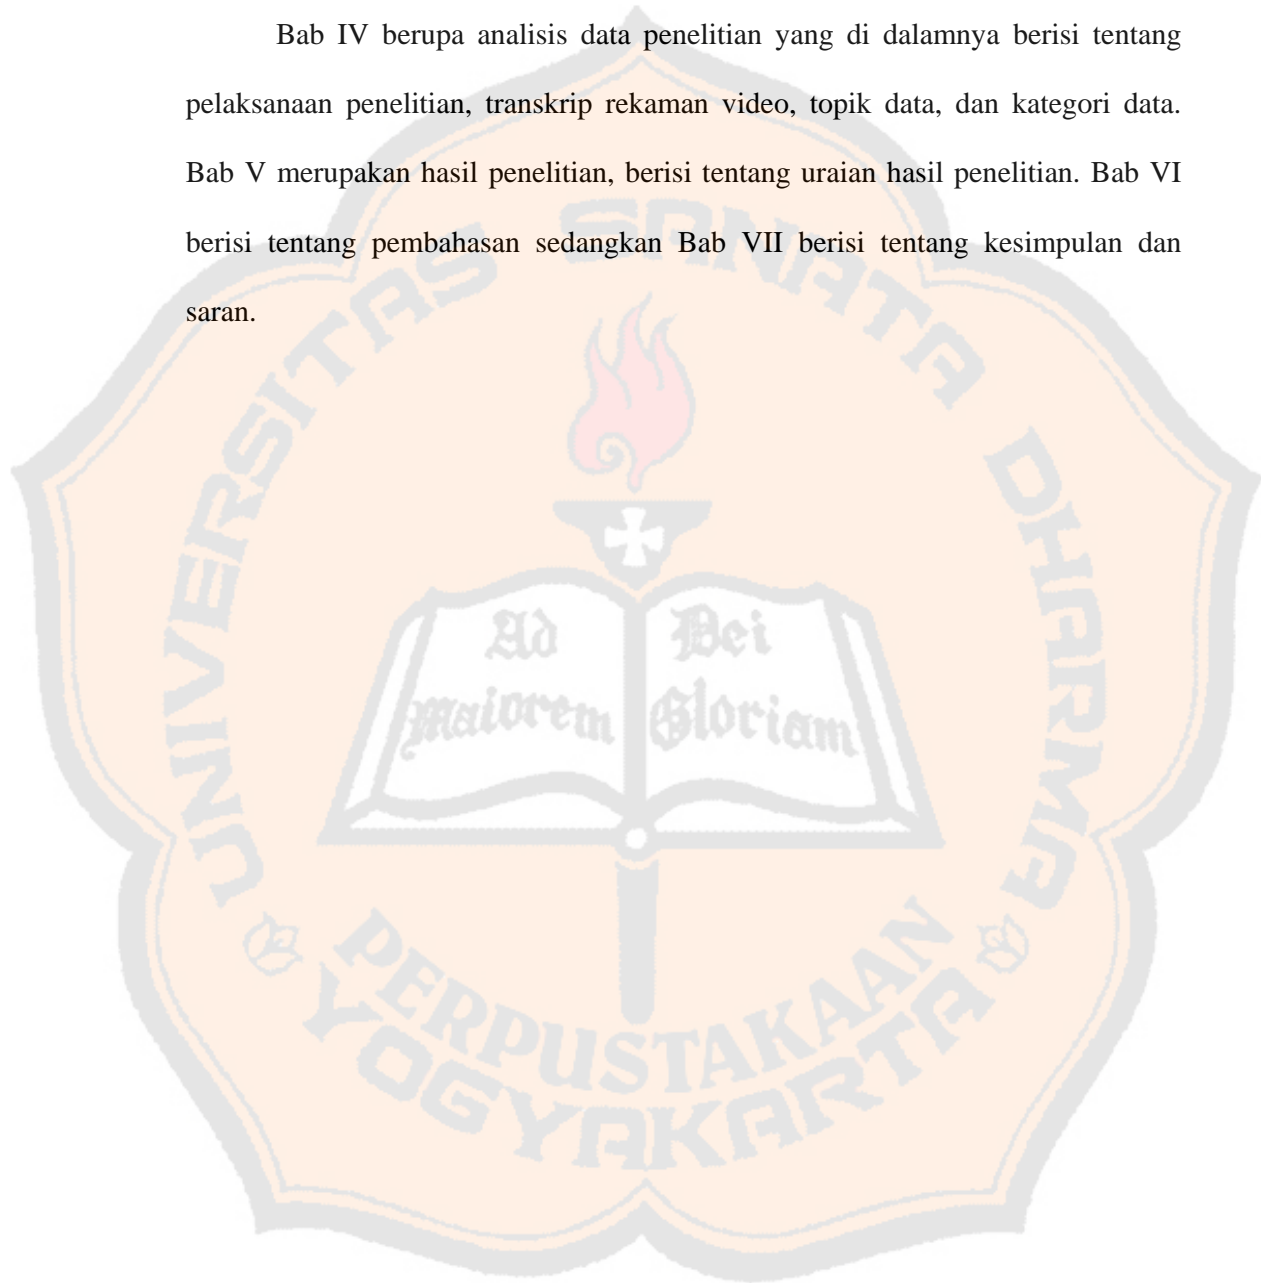 Bab IV berupa analisis data penelitian yang di dalamnya berisi tentang
pelaksanaan penelitian, transkrip rekaman video, topik data, dan kategori data.
Bab V merupakan hasil penelitian, berisi tentang uraian hasil penelitian. Bab VI
berisi tentang pembahasan sedangkan Bab VII berisi tentang kesimpulan dan
saran.
UNIVERSITAS SANATA DHARMA
Ad
maiorem
Dei
Gloriam
PERPUSTAKAAN
YOGYAKARTA